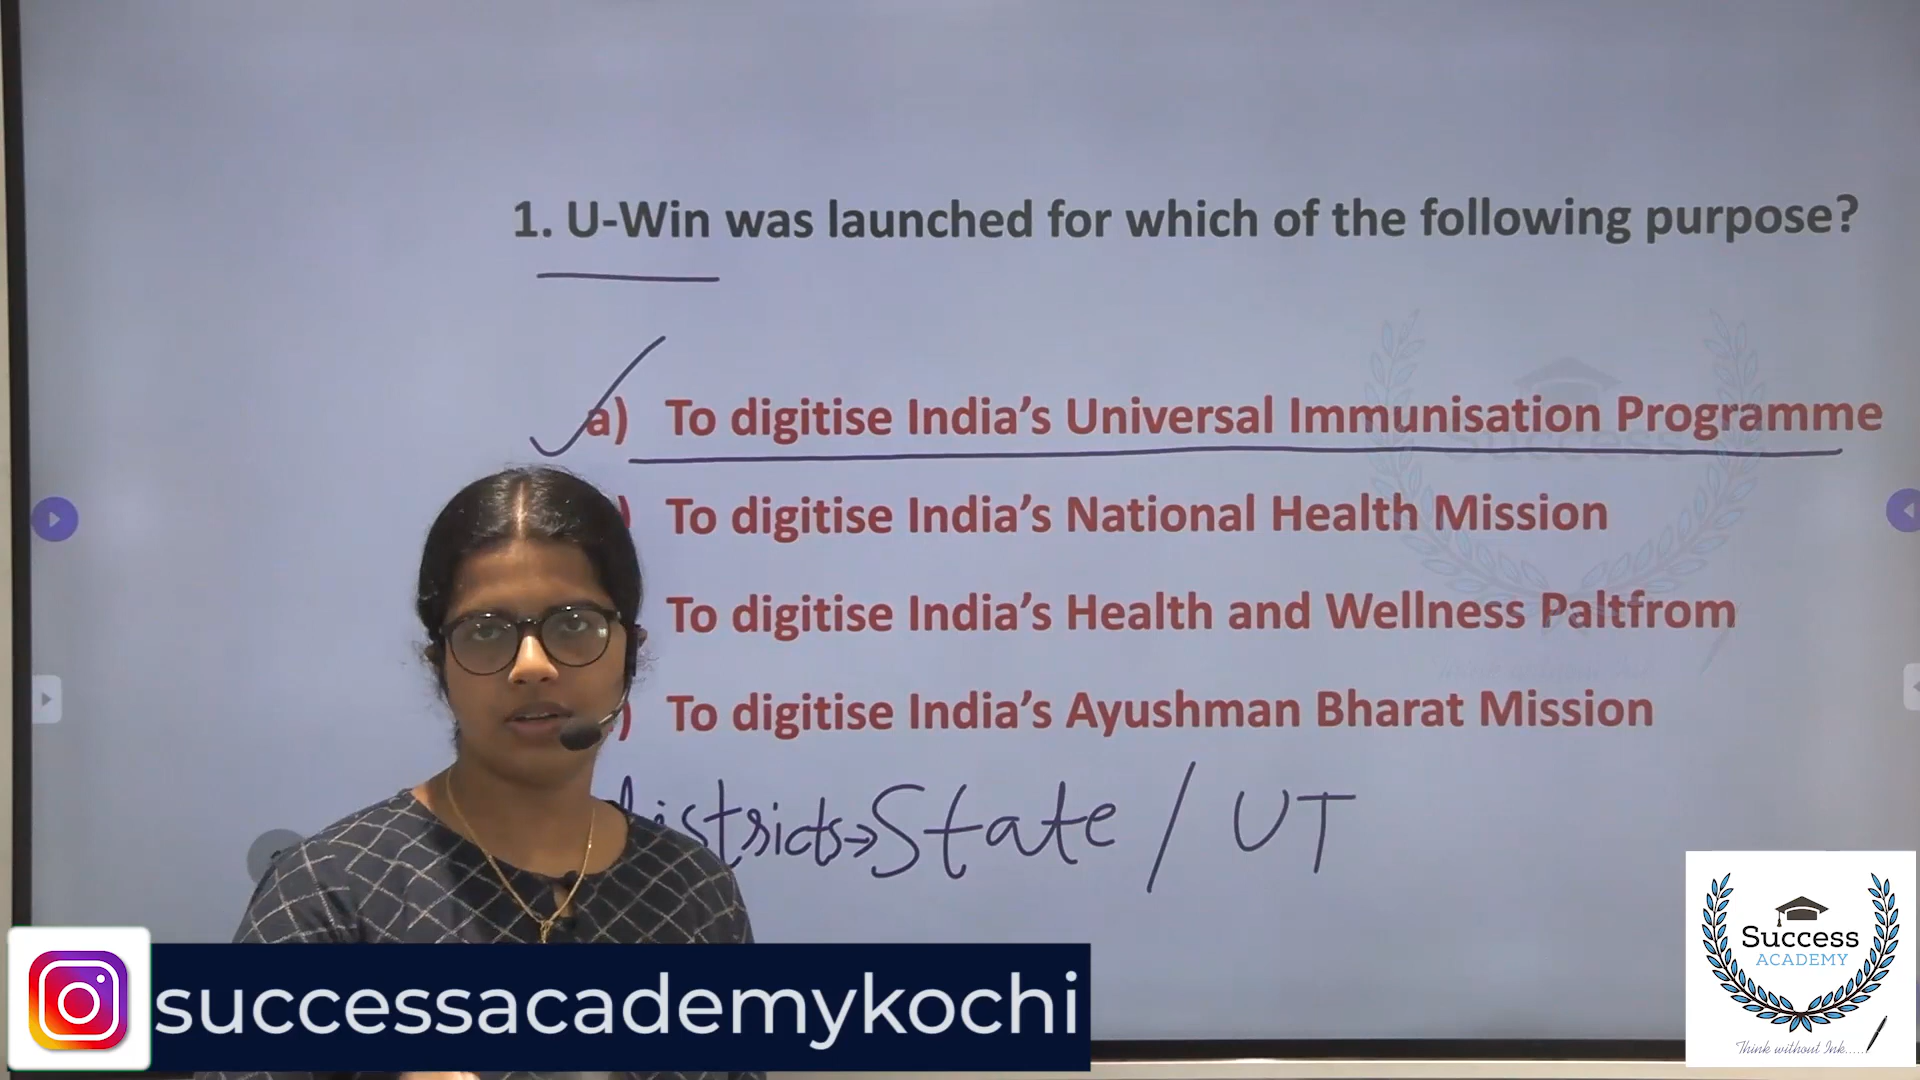 1. U-Win was launched for which of the following purpose?
a) To digitise India's Universal Immunisation Programme
) To digitise India's National Health Mission
To digitise India's Health and Wellness Paltfrom
) To digitise India's Ayushman Bharat Mission
Districts→State / UT
successacademykochi
Success
ACADEMY
Think without Ink.....